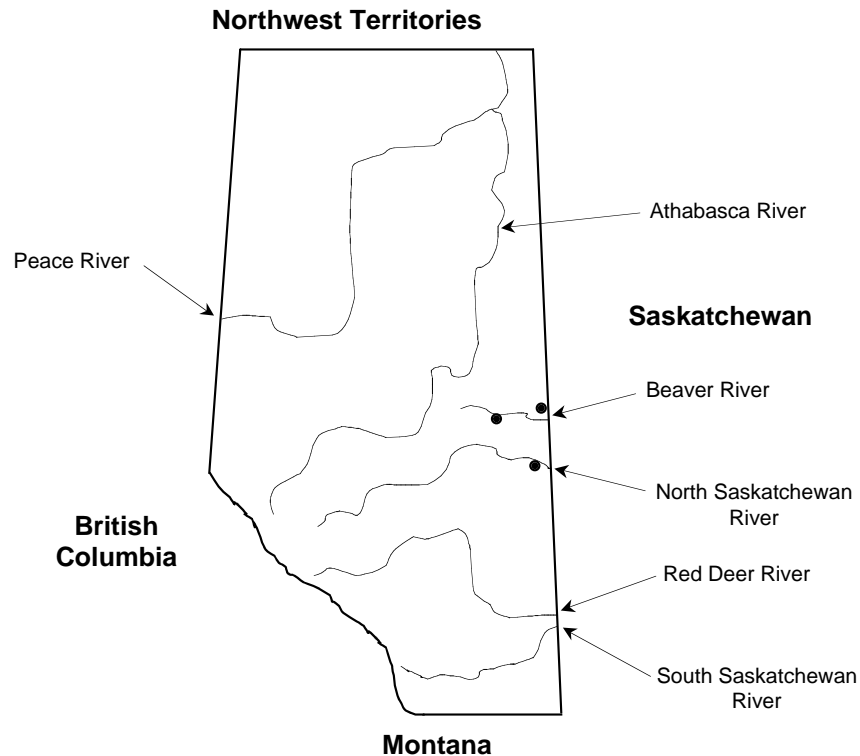 Northwest Territories
Athabasca River
Peace River
Saskatchewan
Beaver River
North Saskatchewan
River
British
Columbia
Red Deer River
South Saskatchewan
River
Montana